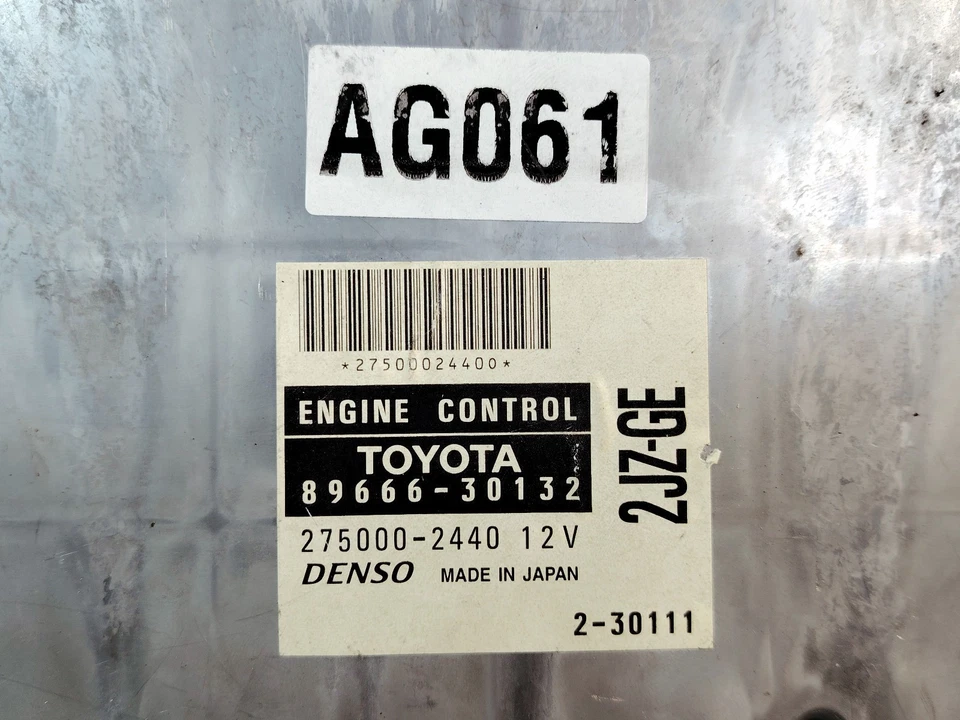 AG061
*27500024400*
ENGINE CONTROL
TOYOTA
89666-30132
275000-2440 12V
DENSO MADE IN JAPAN
2JZ-GE
2-30111